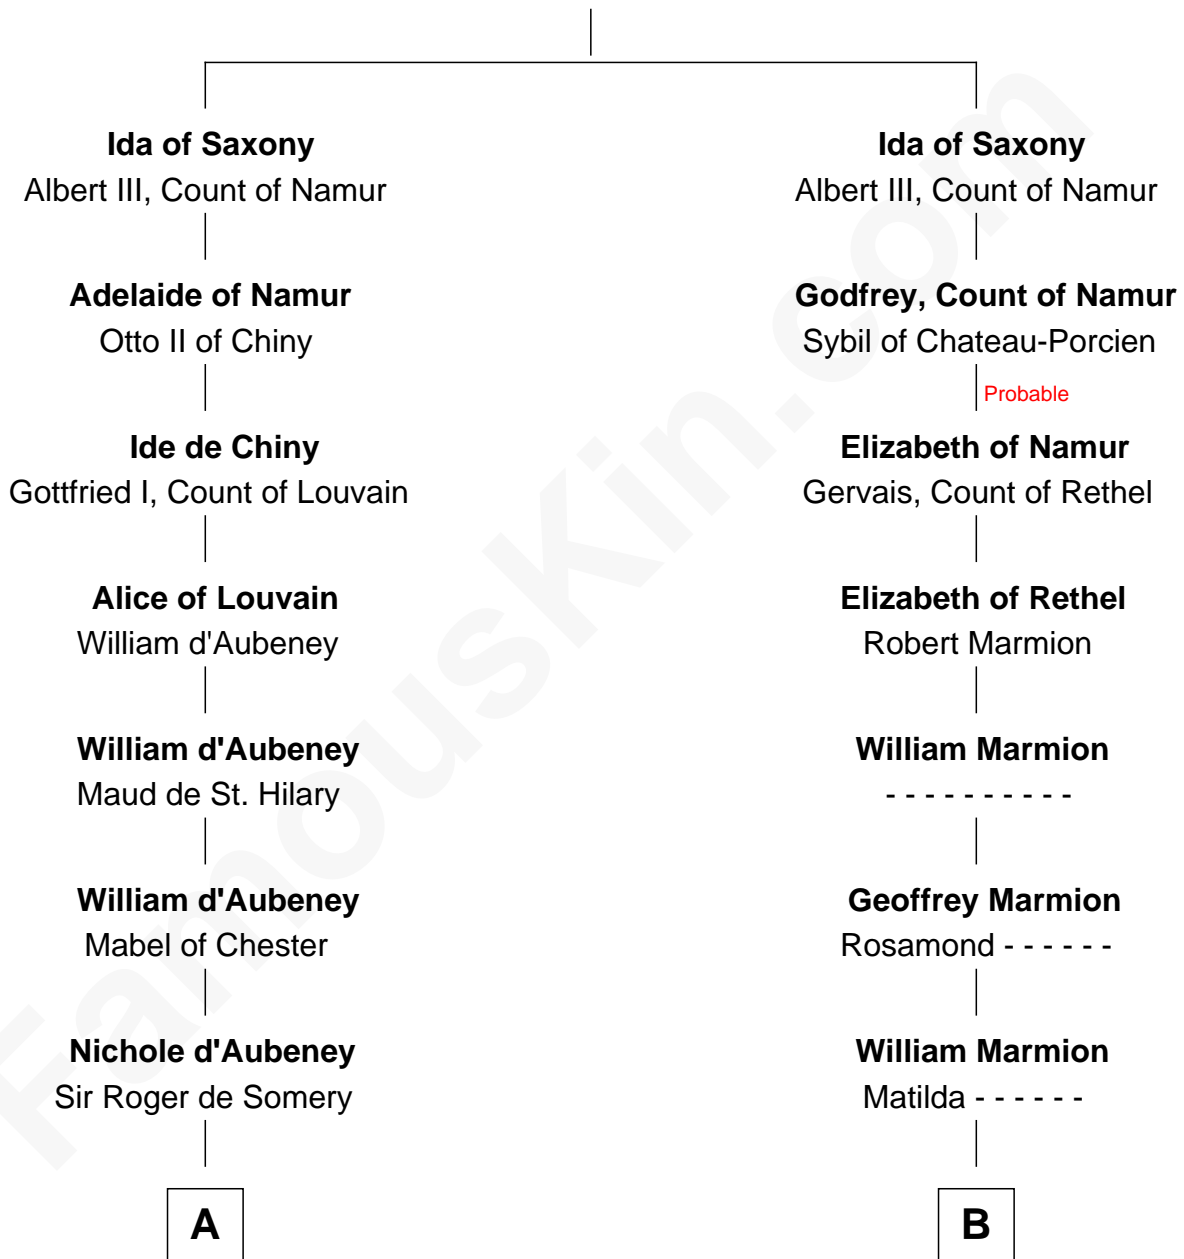 Ida of Saxony
Albert III, Count of Namur
Adelaide of Namur
Otto II of Chiny
Ide de Chiny
Gottfried I, Count of Louvain
Alice of Louvain
William d'Aubeney
William d'Aubeney
Maud de St. Hilary
William d'Aubeney
Mabel of Chester
Nichole d'Aubeney
Sir Roger de Somery
A
Ida of Saxony
Albert III, Count of Namur
Godfrey, Count of Namur
Sybil of Chateau-Porcien
Probable
Elizabeth of Namur
Gervais, Count of Rethel
Elizabeth of Rethel
Robert Marmion
William Marmion
- - - - - - - - - -
Geoffrey Marmion
Rosamond - - - - - -
William Marmion
Matilda - - - - - -
B
FamousKin.com